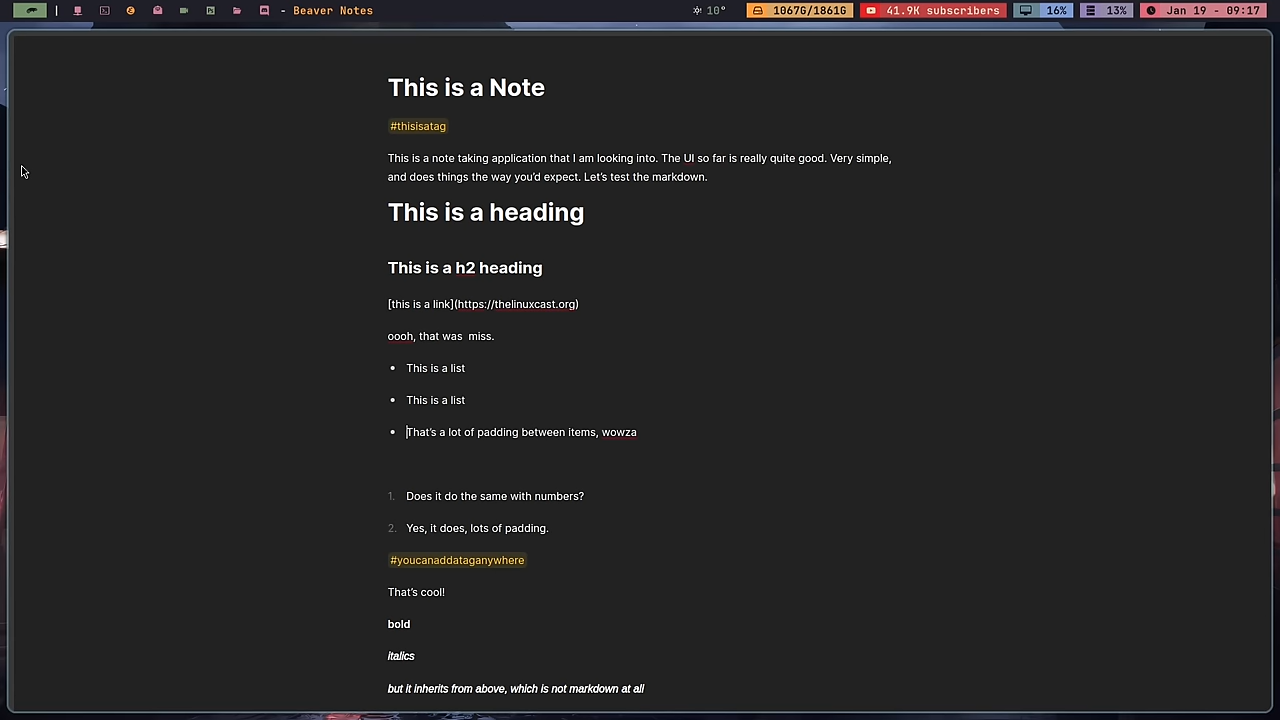 | - Beaver Notes 10° 1067G/1861G 41.9K subscribers 16% 13% Jan 19 - 09:17
This is a Note
#thisisatag
This is a note taking application that I am looking into. The UI so far is really quite good. Very simple,
and does things the way you'd expect. Let's test the markdown.
This is a heading
This is a h2 heading
[this is a link](https://thelinuxcast.org)
oooh, that was  miss.
• This is a list
• This is a list
• That's a lot of padding between items, wowza
1. Does it do the same with numbers?
2. Yes, it does, lots of padding.
#youcanaddataganywhere
That's cool!
bold
italics
but it inherits from above, which is not markdown at all